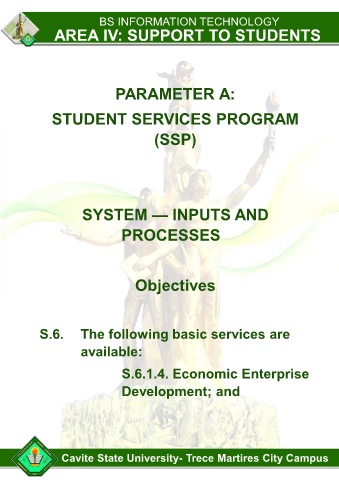 BS INFORMATION TECHNOLOGY
AREA IV: SUPPORT TO STUDENTS
PARAMETER A:
STUDENT SERVICES PROGRAM
(SSP)
SYSTEM — INPUTS AND
PROCESSES
Objectives
S.6. The following basic services are
available:
S.6.1.4. Economic Enterprise
Development; and
Cavite State University- Trece Martires City Campus